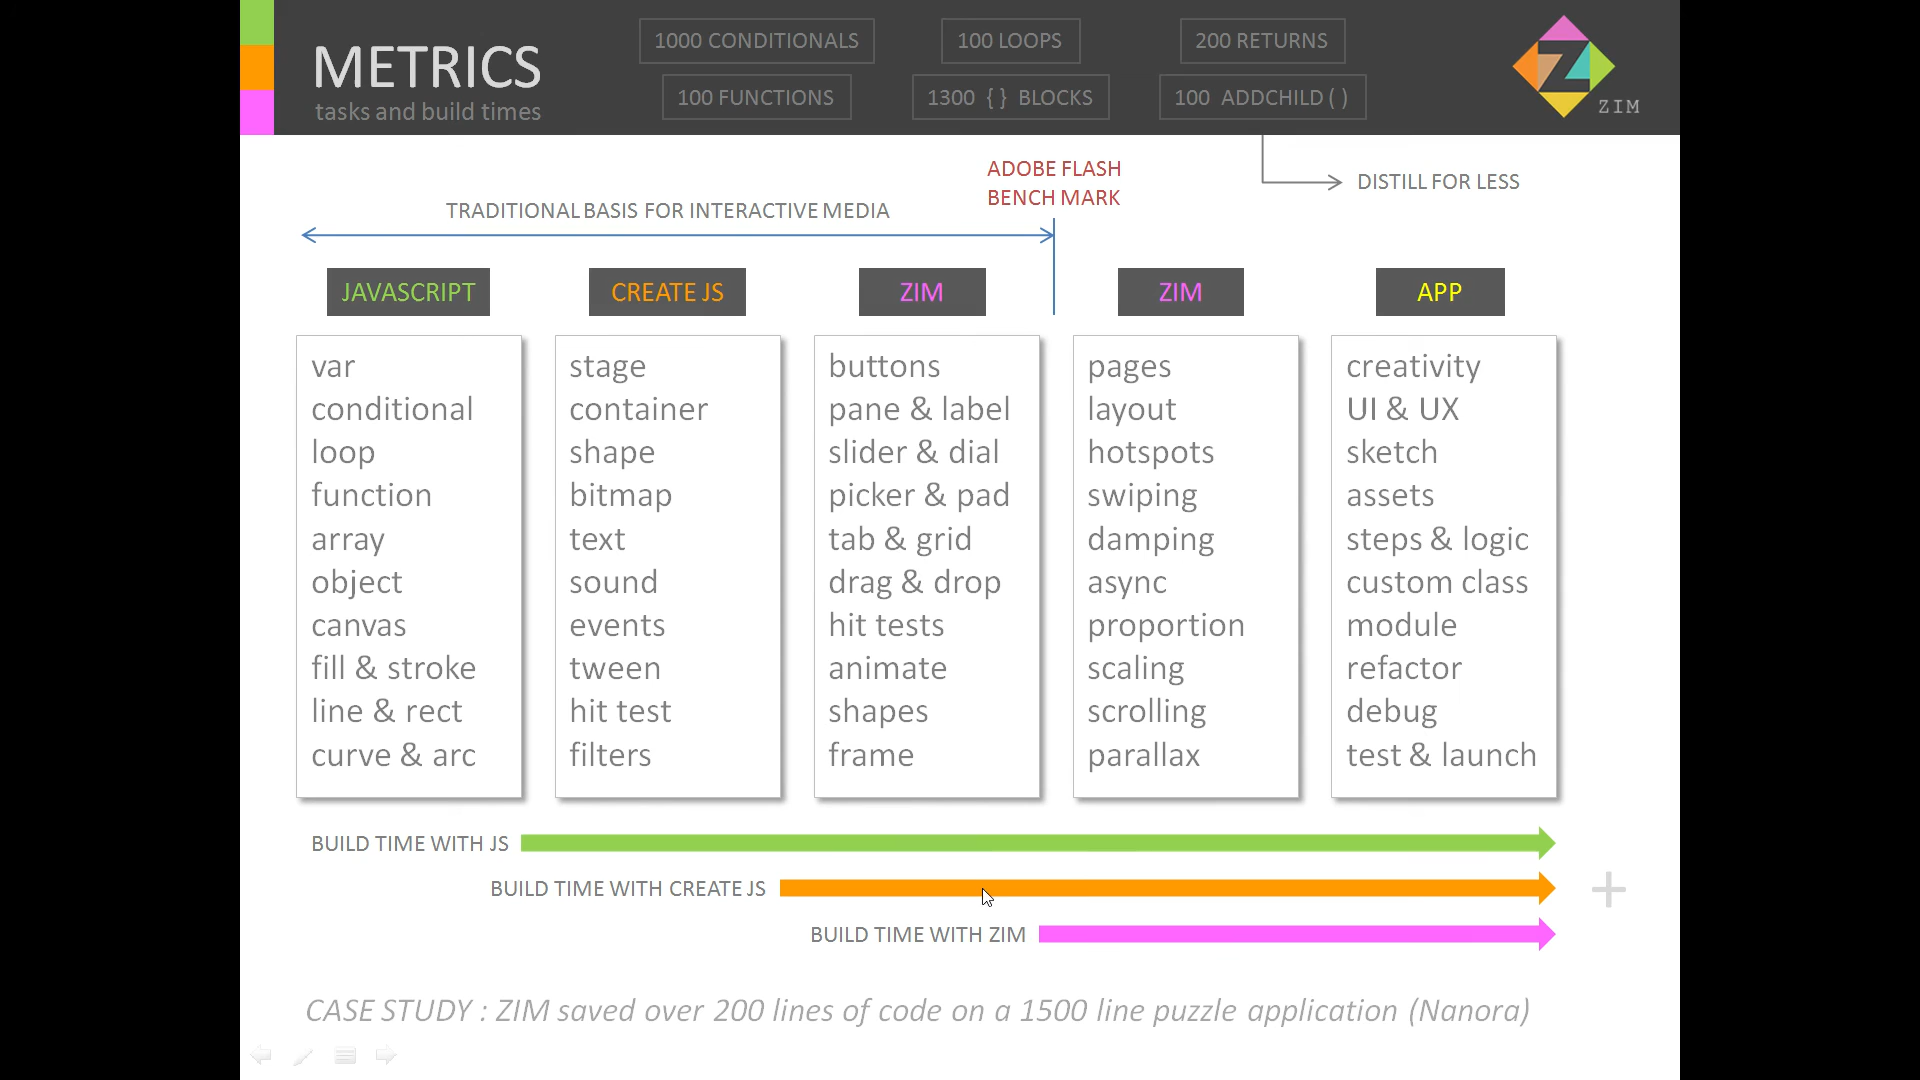 METRICS
tasks and build times
1000 CONDITIONALS
100 LOOPS
200 RETURNS
100 FUNCTIONS
1300 { } BLOCKS
100 ADDCHILD ( )
Z
ZIM
ADOBE FLASH
BENCH MARK
DISTILL FOR LESS
TRADITIONAL BASIS FOR INTERACTIVE MEDIA
JAVASCRIPT
var
conditional
loop
function
array
object
canvas
fill & stroke
line & rect
curve & arc
CREATE JS
stage
container
shape
bitmap
text
sound
events
tween
hit test
filters
ZIM
buttons
pane & label
slider & dial
picker & pad
tab & grid
drag & drop
hit tests
animate
shapes
frame
ZIM
pages
layout
hotspots
swiping
damping
async
proportion
scaling
scrolling
parallax
APP
creativity
UI & UX
sketch
assets
steps & logic
custom class
module
refactor
debug
test & launch
BUILD TIME WITH JS
BUILD TIME WITH CREATE JS
+
BUILD TIME WITH ZIM
CASE STUDY : ZIM saved over 200 lines of code on a 1500 line puzzle application (Nanora)